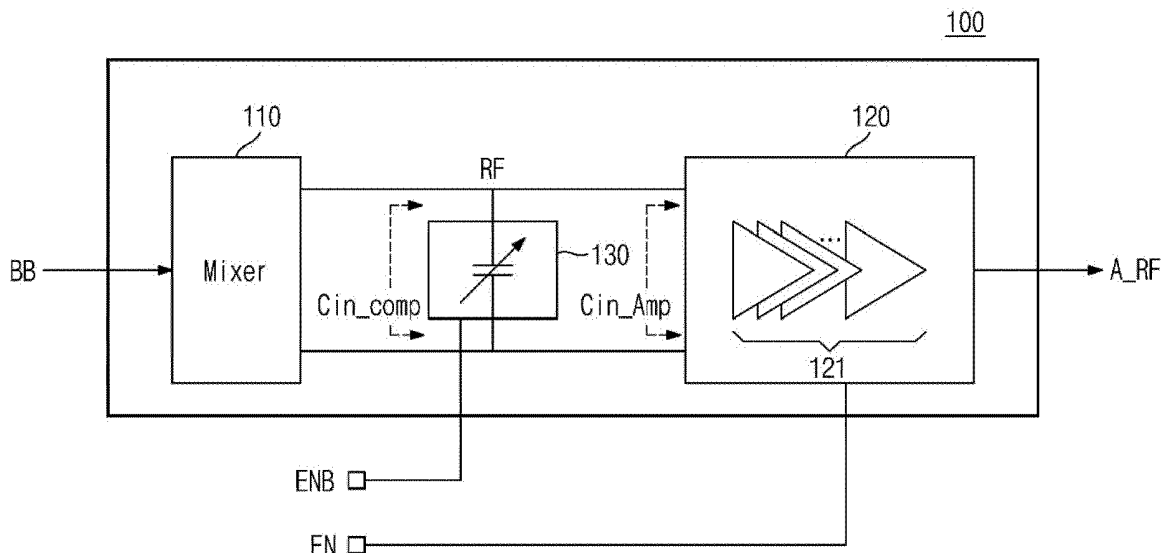 100
110
120
RF
130
BB
Mixer
Cin_comp
Cin_Amp
...
A_RF
121
ENB
EN